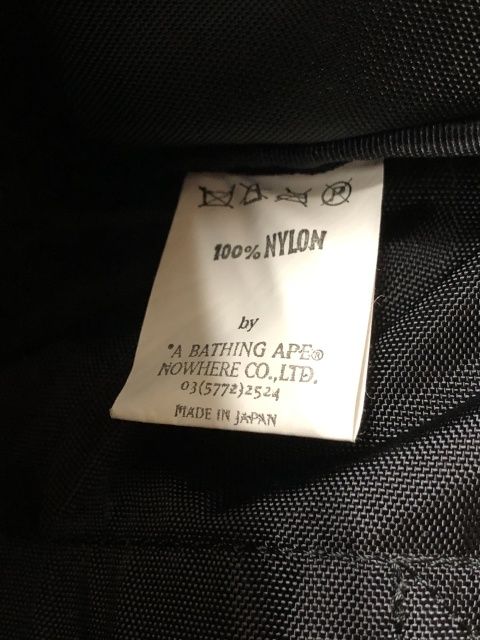 100% NYLON
by
*A BATHING APE®
NOWHERE CO.,LTD.
03(5772)2524
MADE IN JAPAN